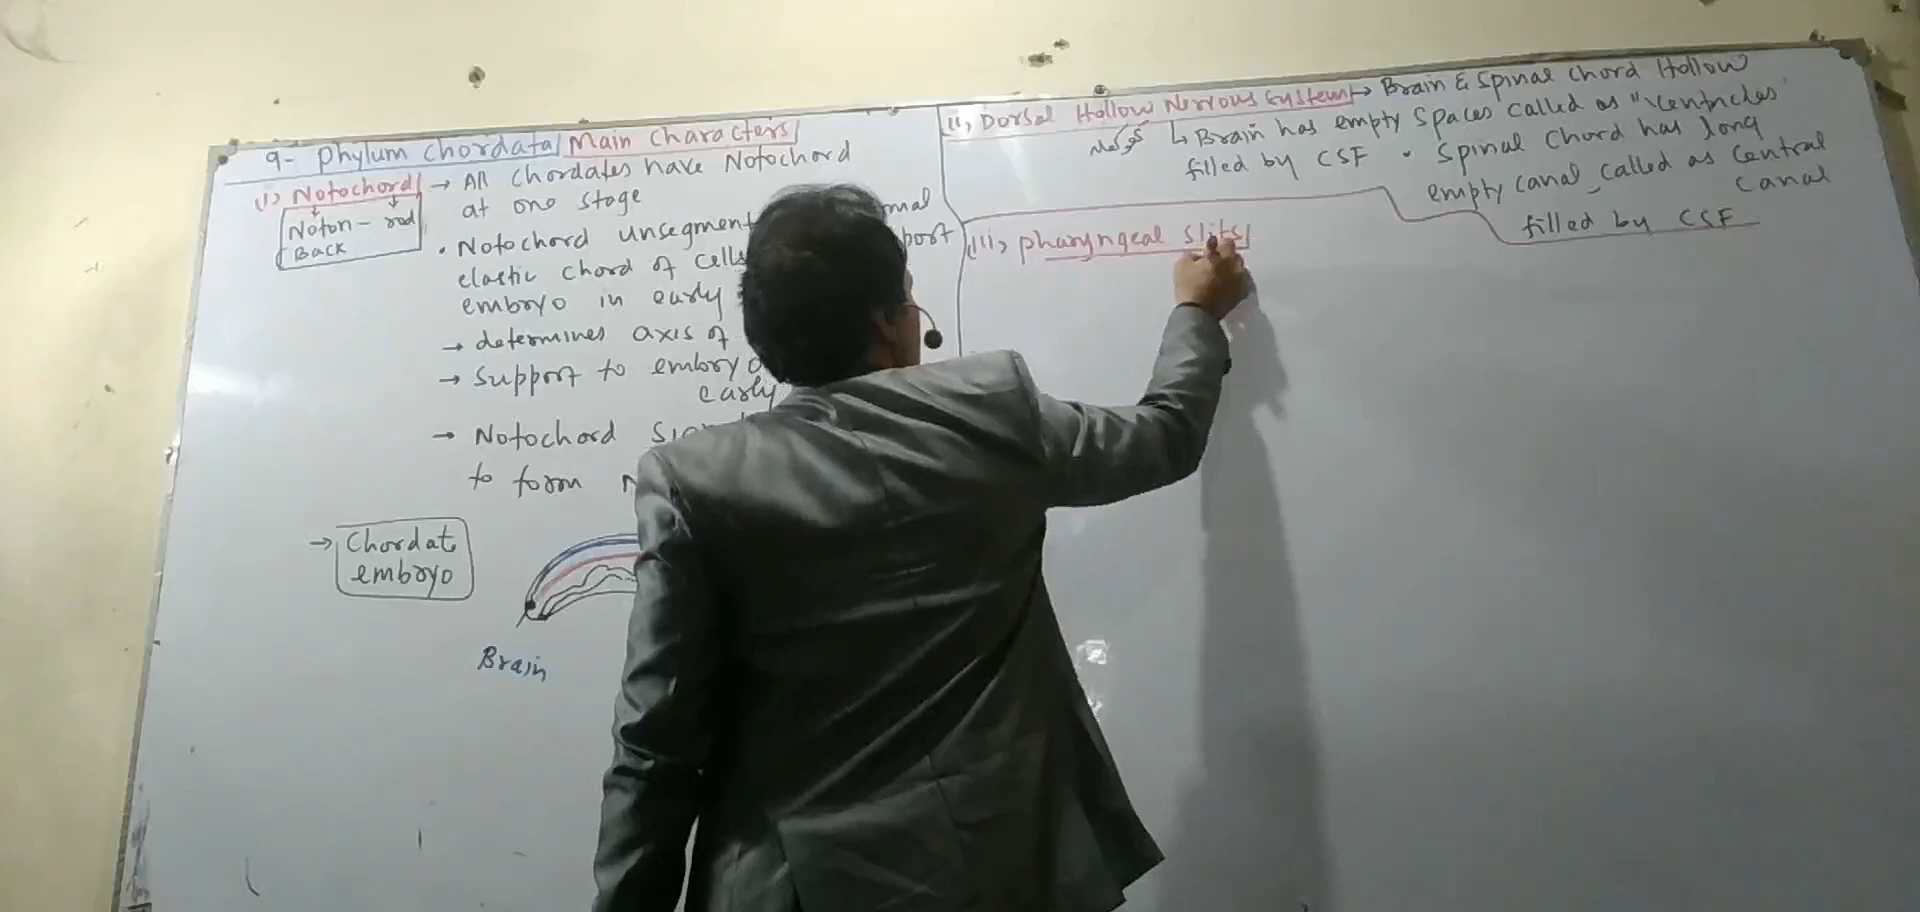 9- Phylum Chordata/Main Characters/
(i) Notochord/ → All Chordates have Notochord
at one stage
Noton - rod
Back
• Notochord unsegment
elastic chord of cells
embryo in early
→ determines axis of
→ Support to embryo
early
→ Notochord
to form
→ Chordate
embryo
Brain
ii, Dorsal Hollow Nervous System → Brain & Spinal Chord Hollow
↳ Brain has empty spaces called as "Ventricles"
filled by CSF • Spinal Chord has long
empty canal called as Central
Canal
filled by CSF
(iii, pharyngeal slits/